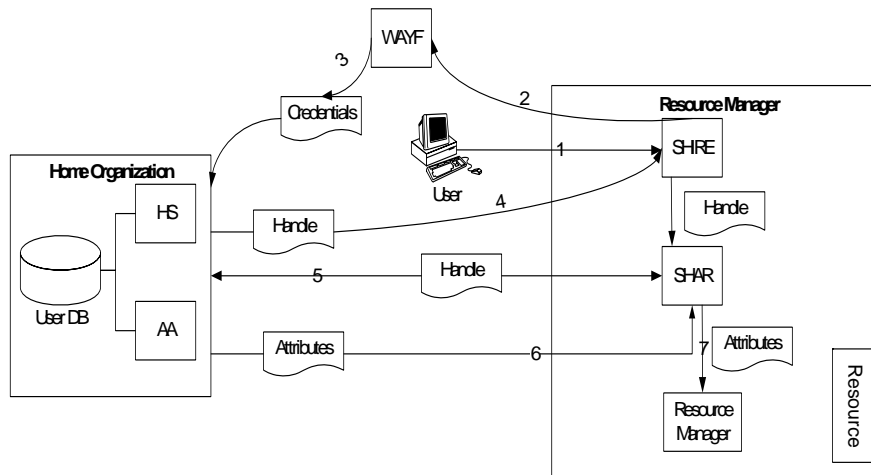 WAYF
3
2
Credentials
Resource Manager
1
SHIRE
Home Organization
User
HS
4
Handle
Handle
5
Handle
SHAR
User DB
AA
Attributes
6
7
Attributes
Resource
Manager
Resource